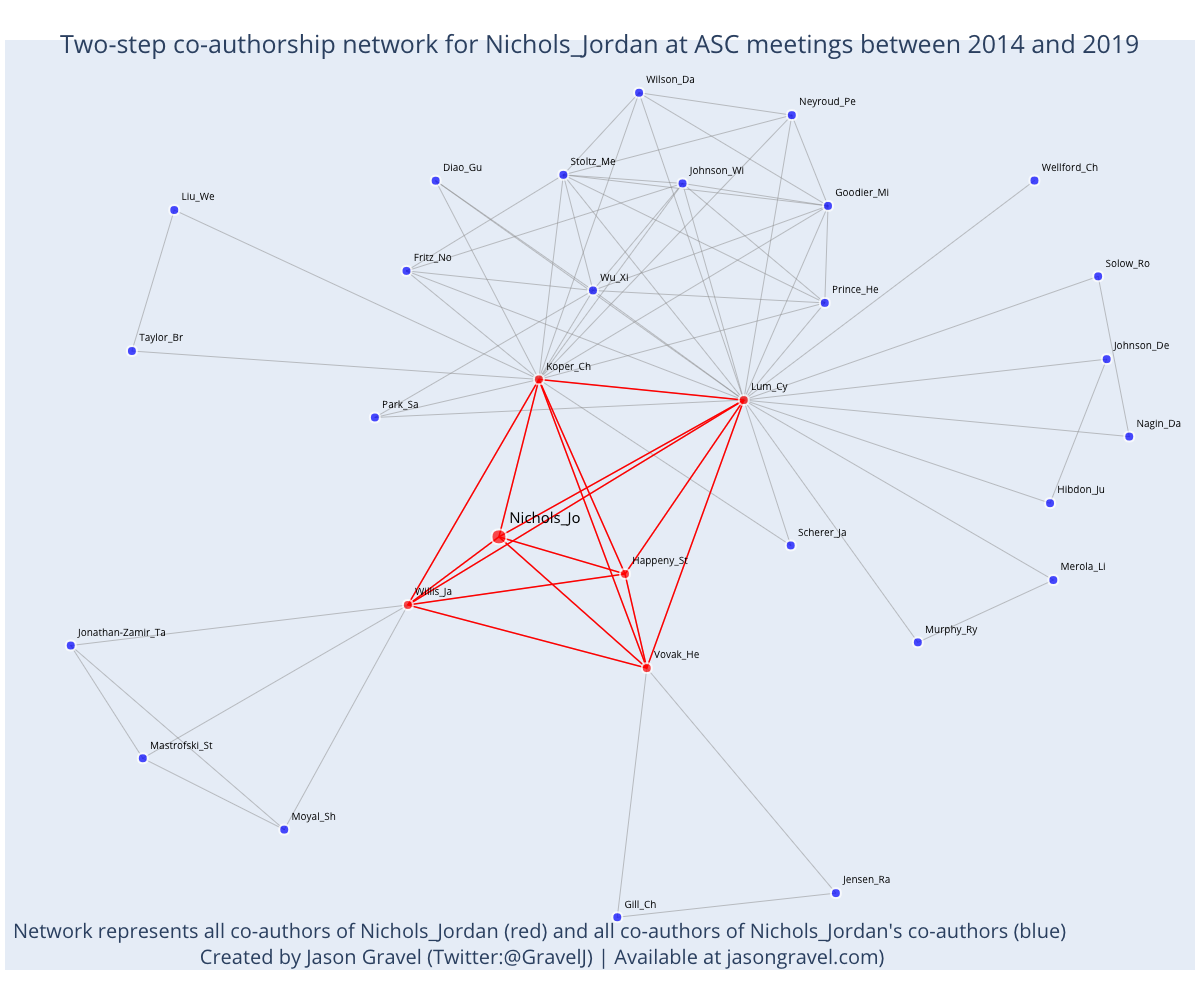 Two-step co-authorship network for Nichols_Jordan at ASC meetings between 2014 and 2019
Wilson_Da
Neyroud_Pe
Stoltz_Me
Diao_Gu
Johnson_Wi
Wellford_Ch
Liu_We
Goodier_Mi
Fritz_No
Solow_Ro
Wu_Xi
Prince_He
Taylor_Br
Johnson_De
Koper_Ch
Lum_Cy
Park_Sa
Nagin_Da
Hibdon_Ju
Nichols_Jo
Scherer_Ja
Happeny_St
Merola_Li
Willis_Ja
Jonathan-Zamir_Ta
Murphy_Ry
Vovak_He
Mastrofski_St
Moyal_Sh
Jensen_Ra
Gill_Ch
Network represents all co-authors of Nichols_Jordan (red) and all co-authors of Nichols_Jordan's co-authors (blue)
Created by Jason Gravel (Twitter:@GravelJ) | Available at jasongravel.com)